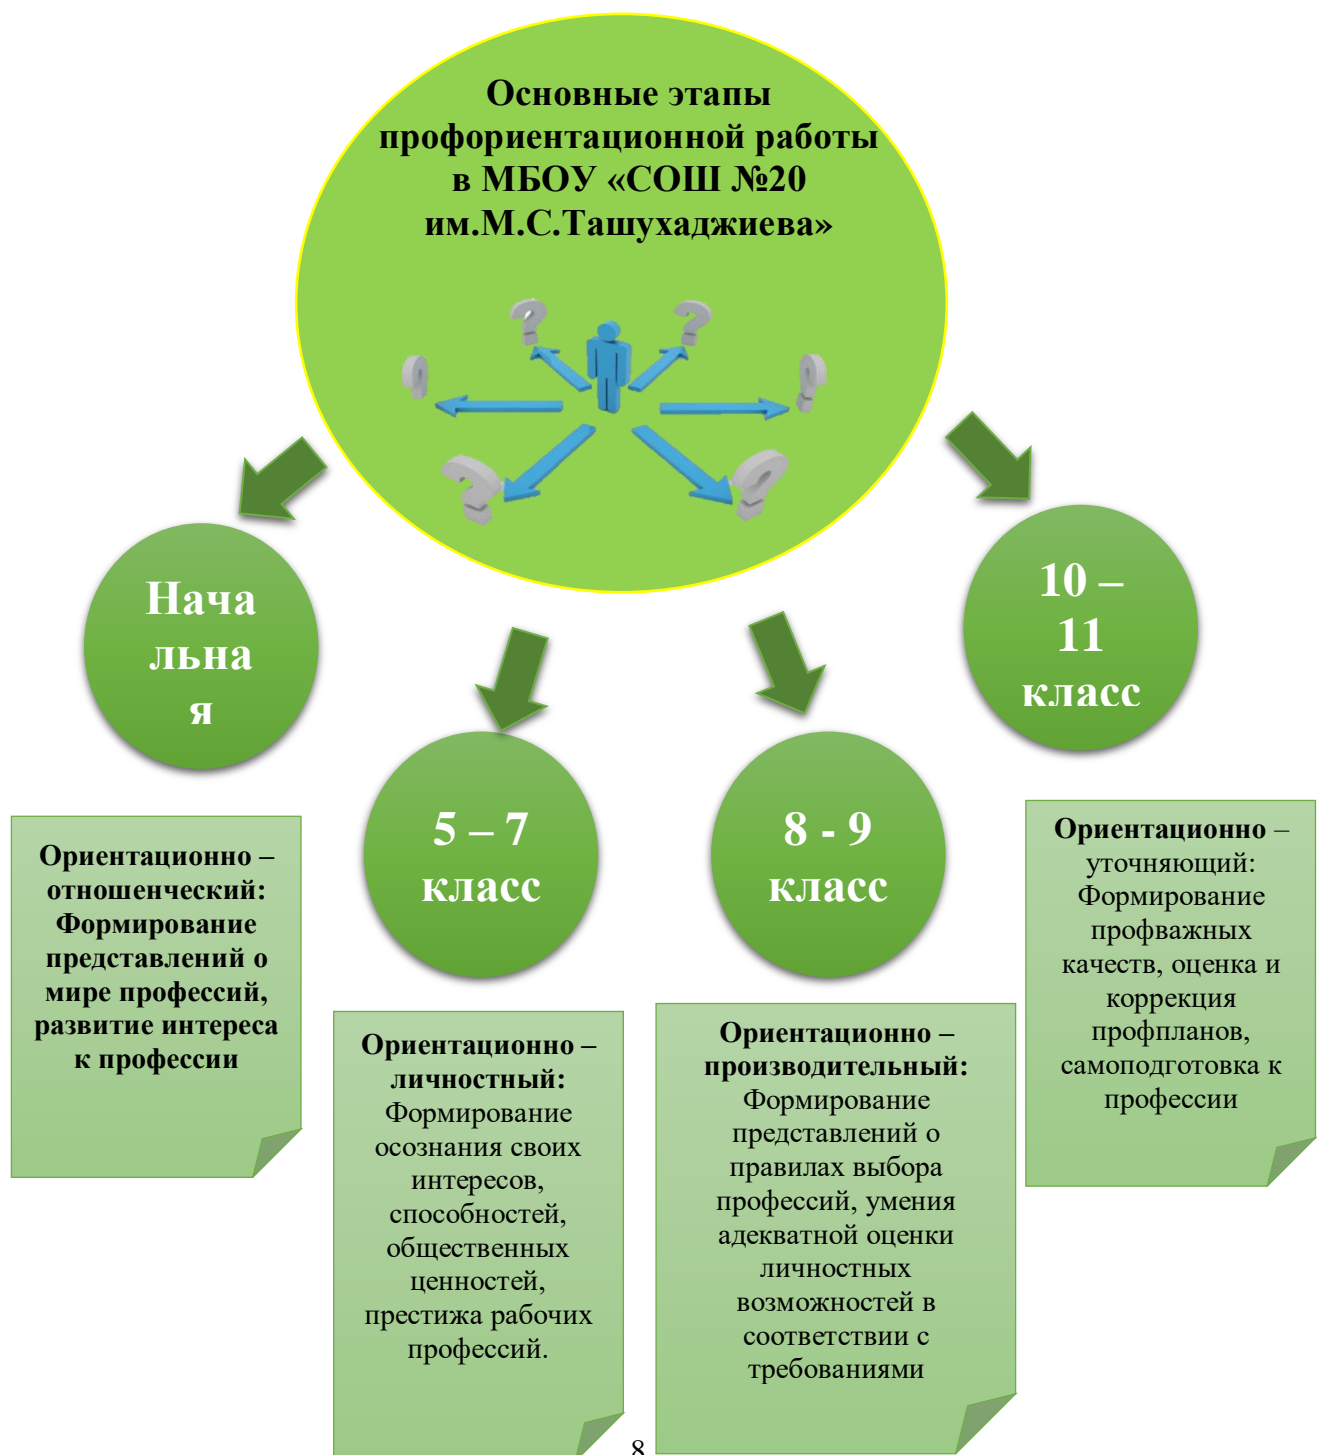 Основные этапы
профориентационной работы
в МБОУ «СОШ №20
им.М.С.Ташухаджиева»
Нача
льна
я
Ориентационно –
отношенческий:
Формирование
представлений о
мире профессий,
развитие интереса
к профессии
5 – 7
класс
Ориентационно –
личностный:
Формирование
осознания своих
интересов,
способностей,
общественных
ценностей,
престижа рабочих
профессий.
8 - 9
класс
Ориентационно –
производительный:
Формирование
представлений о
правилах выбора
профессий, умения
адекватной оценки
личностных
возможностей в
соответствии с
требованиями
10 –
11
класс
Ориентационно –
уточняющий:
Формирование
профважных
качеств, оценка и
коррекция
профпланов,
самоподготовка к
профессии
8